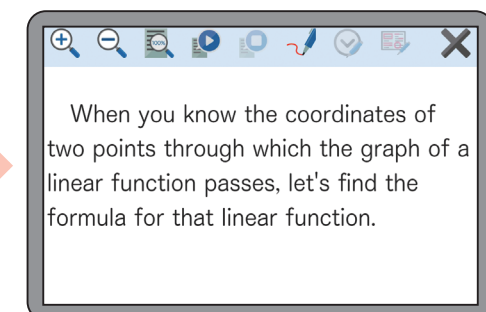 100%
When you know the coordinates of
two points through which the graph of a
linear function passes, let's find the
formula for that linear function.